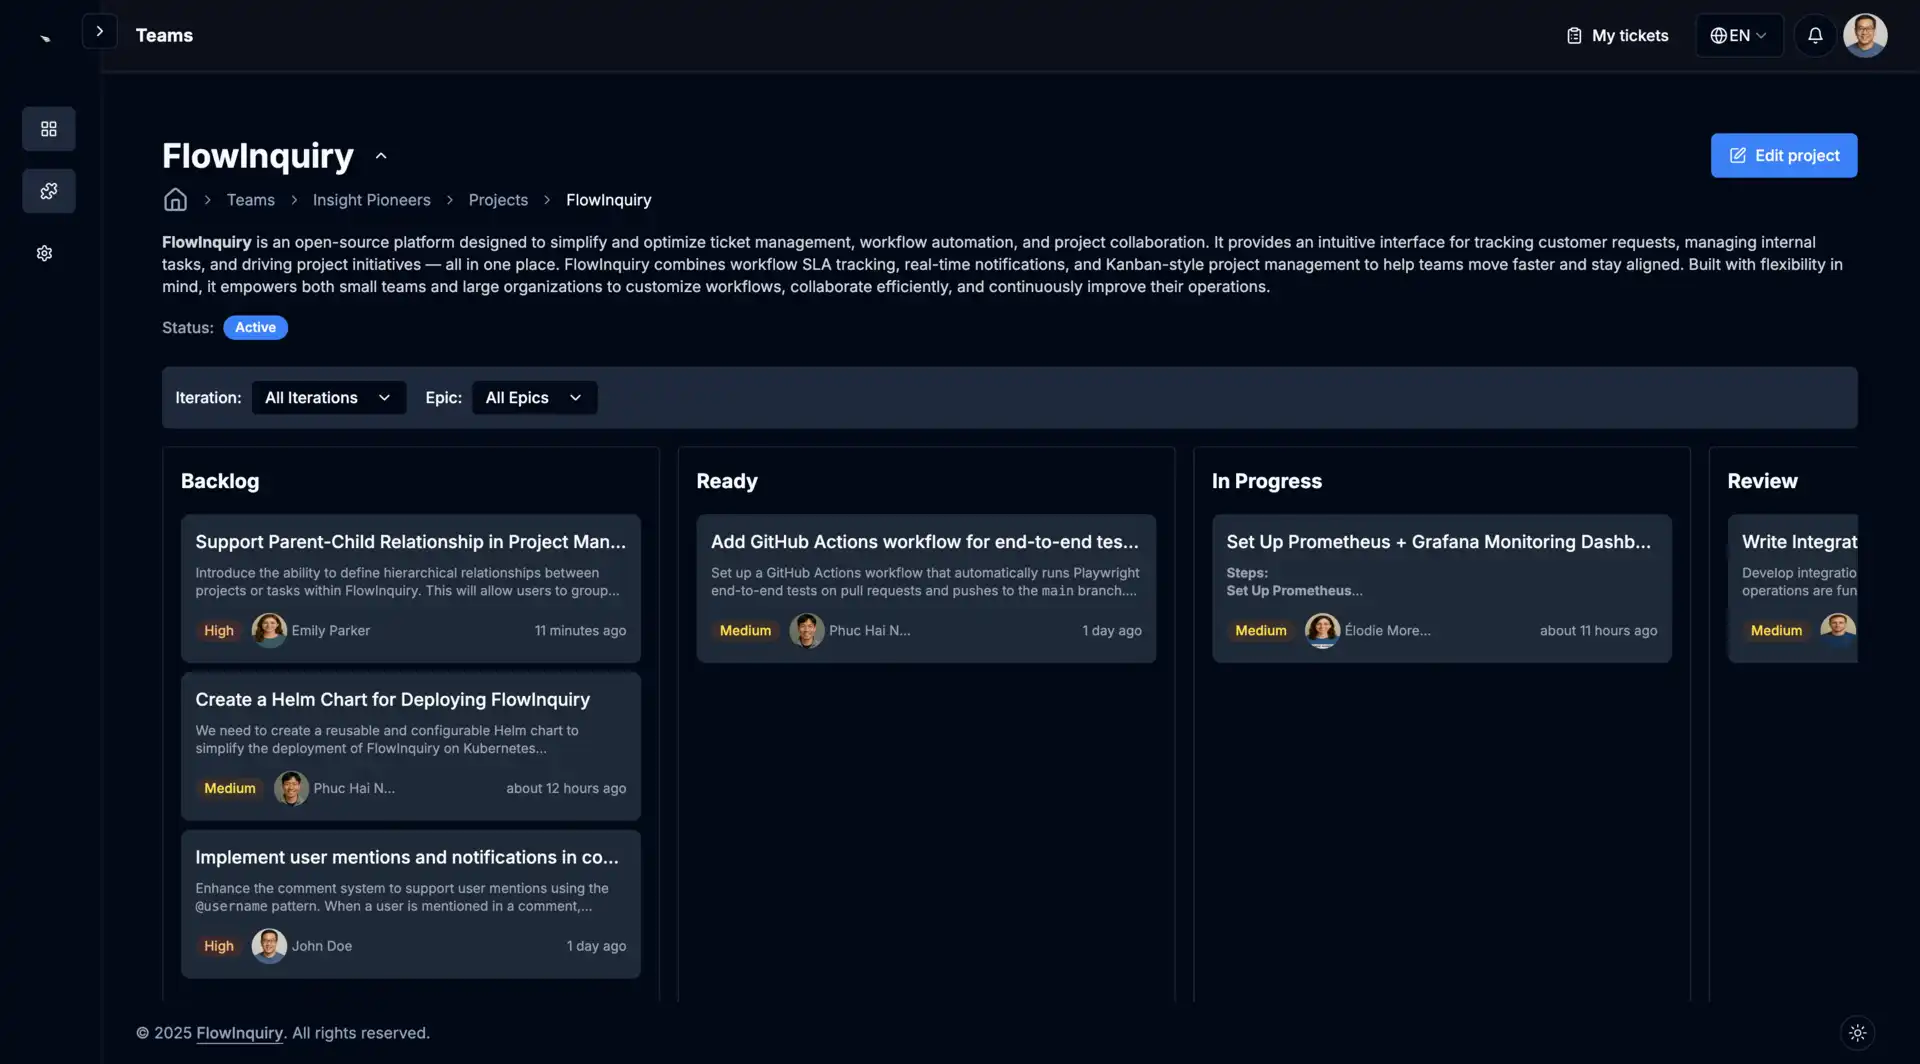 Teams
My tickets
EN
FlowInquiry
Edit project
Teams
Insight Pioneers
Projects
FlowInquiry
FlowInquiry is an open-source platform designed to simplify and optimize ticket management, workflow automation, and project collaboration. It provides an intuitive interface for tracking customer requests, managing internal
tasks, and driving project initiatives — all in one place. FlowInquiry combines workflow SLA tracking, real-time notifications, and Kanban-style project management to help teams move faster and stay aligned. Built with flexibility in
mind, it empowers both small teams and large organizations to customize workflows, collaborate efficiently, and continuously improve their operations.
Status: Active
Iteration: All Iterations Epic: All Epics
Backlog
Support Parent-Child Relationship in Project Man...
Introduce the ability to define hierarchical relationships between
projects or tasks within FlowInquiry. This will allow users to group...
High Emily Parker 11 minutes ago
Create a Helm Chart for Deploying FlowInquiry
We need to create a reusable and configurable Helm chart to
simplify the deployment of FlowInquiry on Kubernetes...
Medium Phuc Hai N... about 12 hours ago
Implement user mentions and notifications in co...
Enhance the comment system to support user mentions using the
@username pattern. When a user is mentioned in a comment,...
High John Doe 1 day ago
Ready
Add GitHub Actions workflow for end-to-end tes...
Set up a GitHub Actions workflow that automatically runs Playwright
end-to-end tests on pull requests and pushes to the main branch....
Medium Phuc Hai N... 1 day ago
In Progress
Set Up Prometheus + Grafana Monitoring Dashb...
Steps:
Set Up Prometheus...
Medium Élodie More... about 11 hours ago
Review
Write Integrat
Develop integratio
operations are fun
Medium
© 2025 FlowInquiry. All rights reserved.